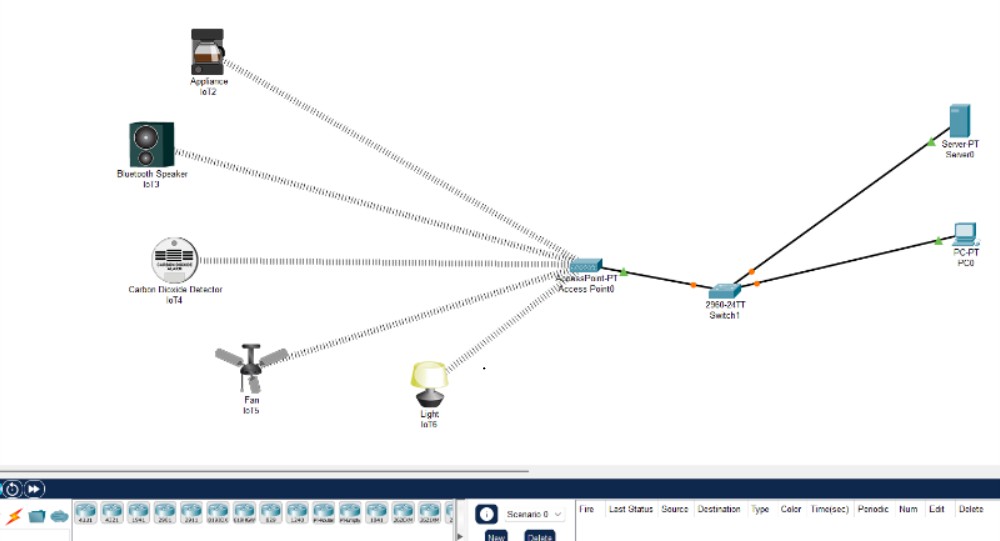 Appliance
IoT2
Bluetooth Speaker
IoT3
CARBON DIOXIDE
ALARM
Carbon Dioxide Detector
IoT4
Fan
IoT5
Light
IoT6
AccessPoint-PT
Access Point0
2960-24TT
Switch1
Server-PT
Server0
PC-PT
PC0
4331
4321
1941
2901
2911
829
1240
PT-Router
PT-Empty
1841
2620XM
2621XM
2
Scenario 0
New
Delete
Fire Last Status Source Destination Type Color Time(sec) Periodic Num Edit Delete